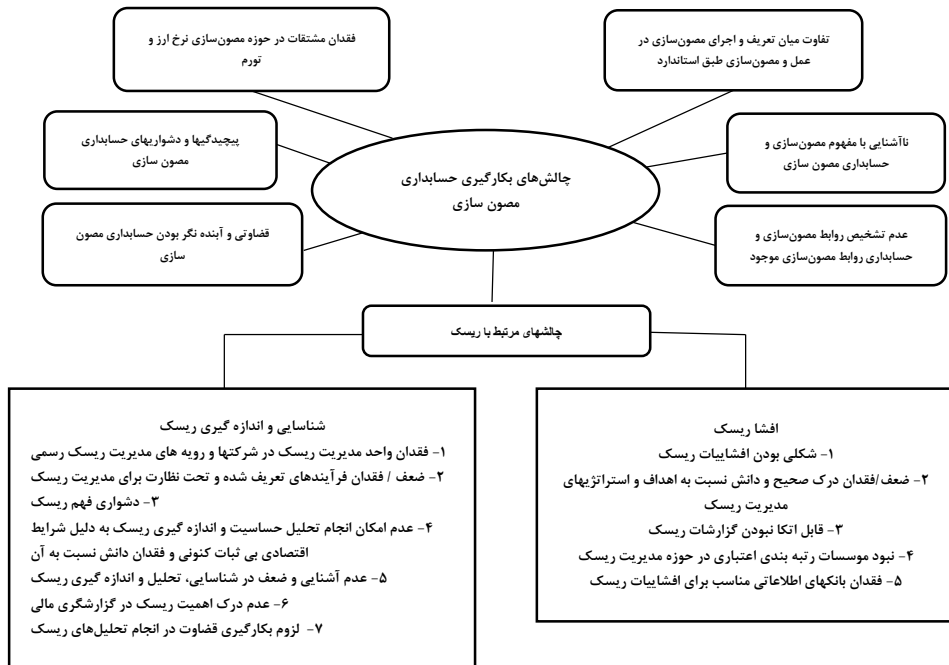 تفاوت میان تعریف و اجرای مصون‌سازی در
عمل و مصون‌سازی طبق استاندارد
فقدان مشتقات در حوزه مصون‌سازی نرخ ارز و
تورم
ناآشنایی با مفهوم مصون‌سازی و
حسابداری مصون سازی
پیچیدگیها و دشواریهای حسابداری
مصون سازی
چالش‌های بکارگیری حسابداری
مصون سازی
عدم تشخیص روابط مصون‌سازی و
حسابداری روابط مصون‌سازی موجود
قضاوتی و آینده نگر بودن حسابداری مصون
سازی
چالشهای مرتبط با ریسک
افشا ریسک
۱- شکلی بودن افشاییات ریسک
۲- ضعف/فقدان درک صحیح و دانش نسبت به اهداف و استراتژیهای
مدیریت ریسک
۳- قابل اتکا نبودن گزارشات ریسک
۴- نبود موسسات رتبه بندی اعتباری در حوزه مدیریت ریسک
۵- فقدان بانکهای اطلاعاتی مناسب برای افشاییات ریسک
شناسایی و اندازه گیری ریسک
۱- فقدان واحد مدیریت ریسک در شرکتها و رویه های مدیریت ریسک رسمی
۲- ضعف / فقدان فرآیندهای تعریف شده و تحت نظارت برای مدیریت ریسک
۳- دشواری فهم ریسک
۴- عدم امکان انجام تحلیل حساسیت و اندازه گیری ریسک به دلیل شرایط
اقتصادی بی ثبات کنونی و فقدان دانش نسبت به آن
۵- عدم آشنایی و ضعف در شناسایی، تحلیل و اندازه گیری ریسک
۶- عدم درک اهمیت ریسک در گزارشگری مالی
۷- لزوم بکارگیری قضاوت در انجام تحلیل‌های ریسک